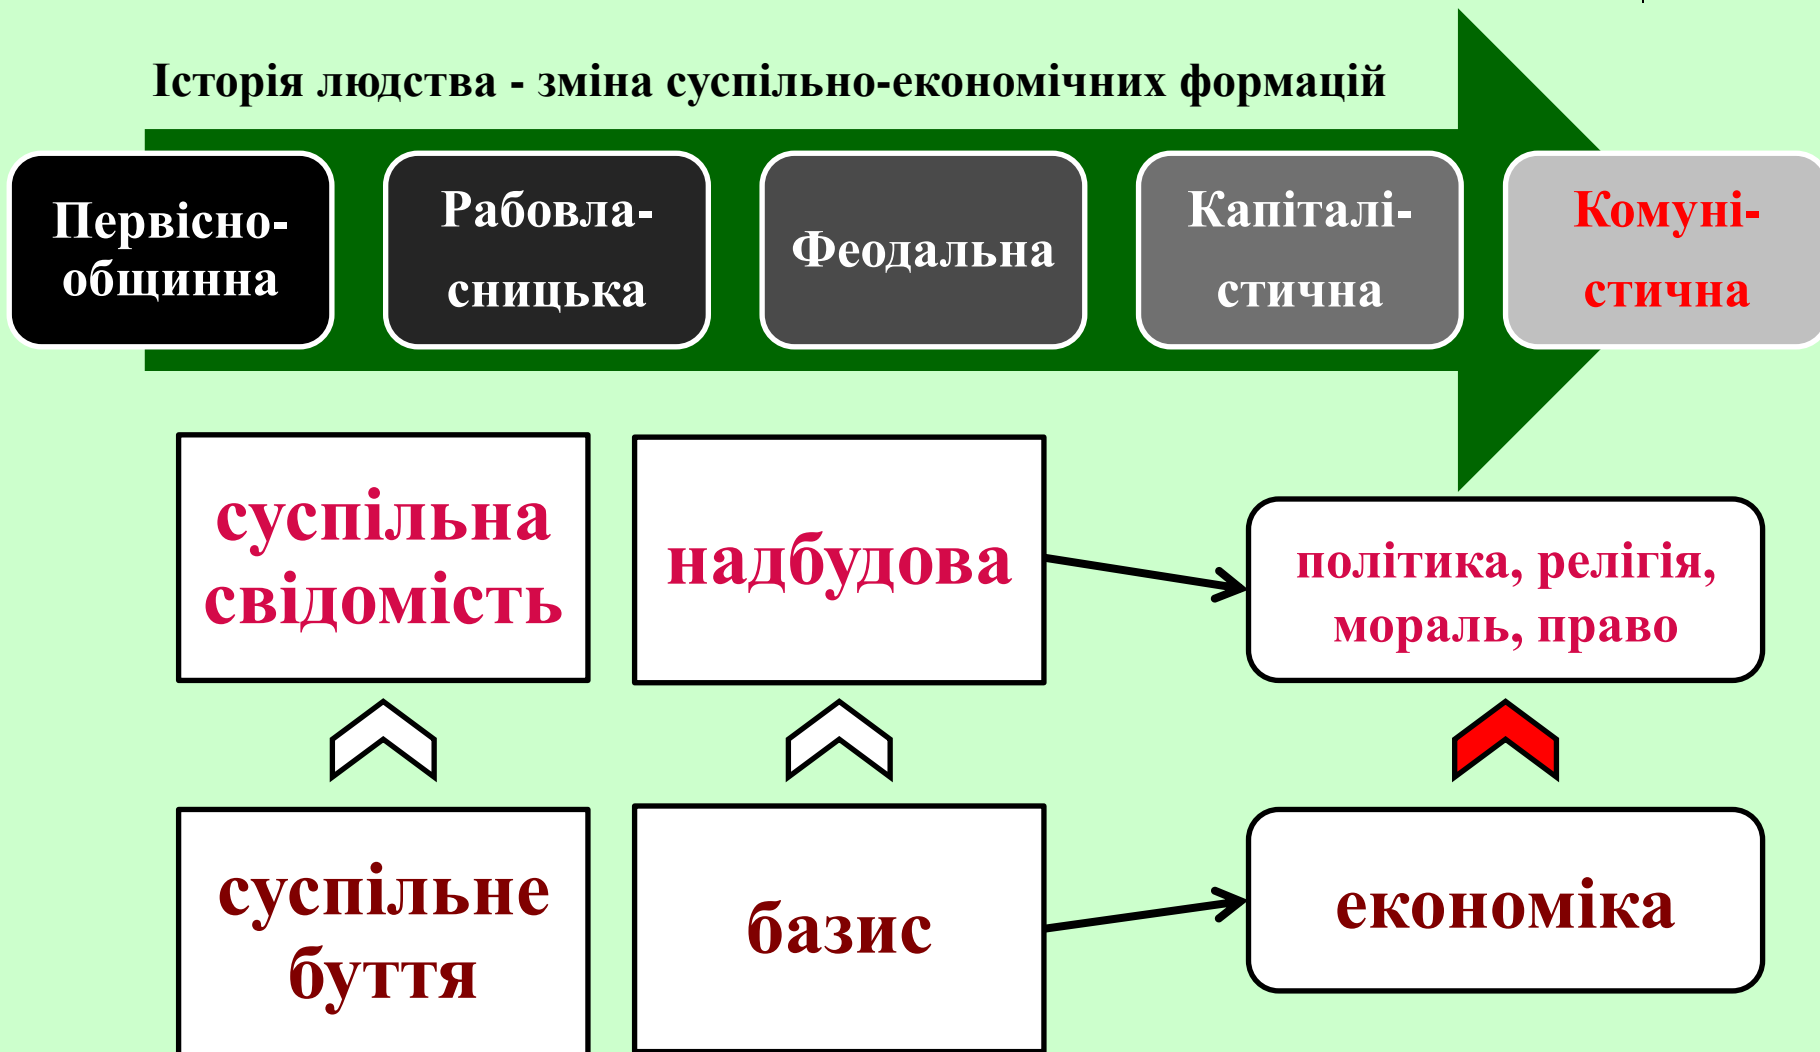 Історія людства - зміна суспільно-економічних формацій
Первісно-
общинна
Рабовла-
сницька
Феодальна
Капіталі-
стична
Комуні-
стична
суспільна
свідомість
надбудова
політика, релігія,
мораль, право
суспільне
буття
базис
економіка